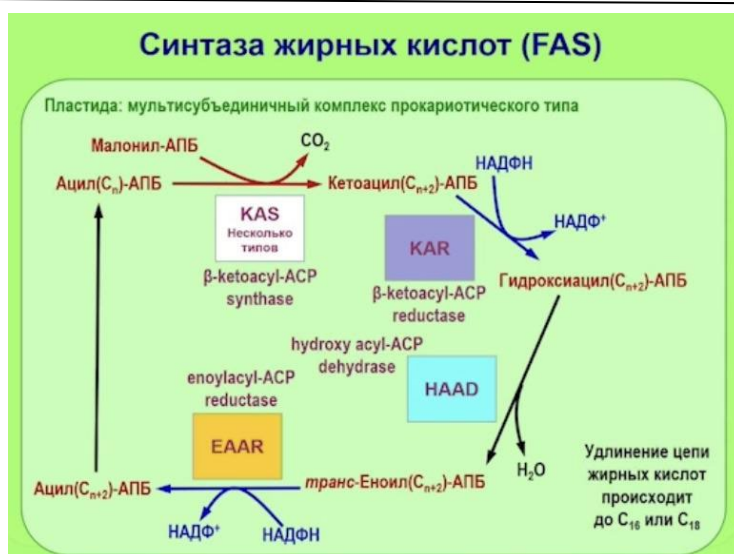 Синтаза жирных кислот (FAS)
Пластида: мультисубъединичный комплекс прокариотического типа
Малонил-АПБ
CO₂
НАДФН
Ацил(Cₙ)-АПБ
Кетоацил(Cₙ₊₂)-АПБ
KAS
Несколько
типов
НАДФ⁺
KAR
β-ketoacyl-ACP
synthase
β-ketoacyl-ACP
reductase
Гидроксиацил(Cₙ₊₂)-АПБ
hydroxy acyl-ACP
dehydrase
HAAD
enoylacyl-ACP
reductase
EAAR
H₂O
Ацил(Cₙ₊₂)-АПБ
транс-Еноил(Cₙ₊₂)-АПБ
НАДФ⁺
НАДФН
Удлинение цепи
жирных кислот
происходит
до C₁₆ или C₁₈